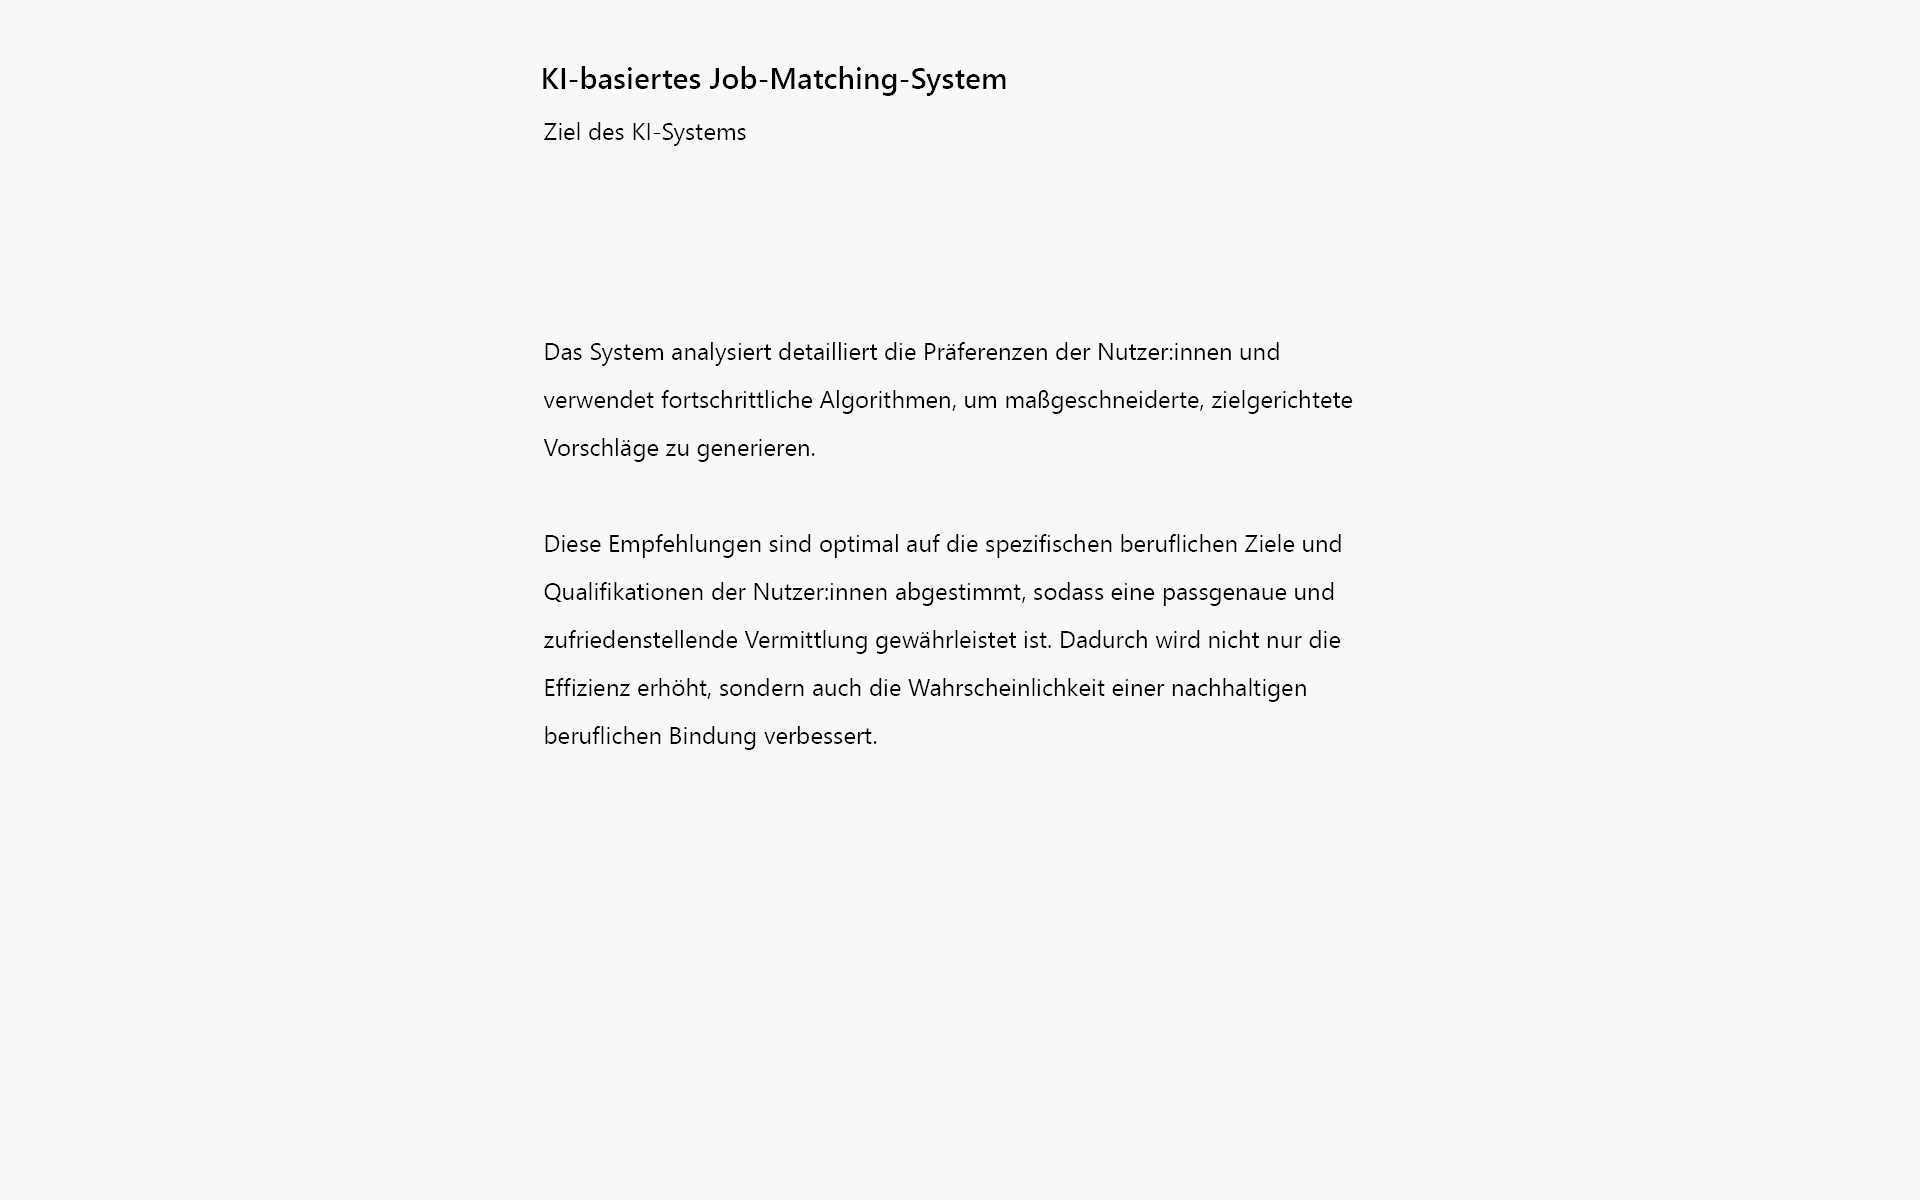 KI-basiertes Job-Matching-System
Ziel des KI-Systems
Das System analysiert detailliert die Präferenzen der Nutzer:innen und
verwendet fortschrittliche Algorithmen, um maßgeschneiderte, zielgerichtete
Vorschläge zu generieren.
Diese Empfehlungen sind optimal auf die spezifischen beruflichen Ziele und
Qualifikationen der Nutzer:innen abgestimmt, sodass eine passgenaue und
zufriedenstellende Vermittlung gewährleistet ist. Dadurch wird nicht nur die
Effizienz erhöht, sondern auch die Wahrscheinlichkeit einer nachhaltigen
beruflichen Bindung verbessert.